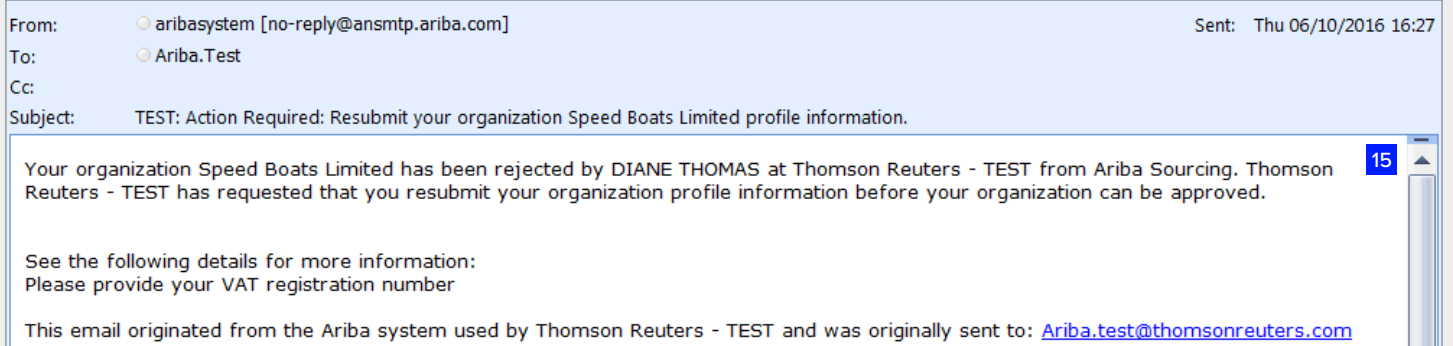 From: aribasystem [no-reply@ansmtp.ariba.com] Sent: Thu 06/10/2016 16:27
To: Ariba.Test
Cc:
Subject: TEST: Action Required: Resubmit your organization Speed Boats Limited profile information.
15
Your organization Speed Boats Limited has been rejected by DIANE THOMAS at Thomson Reuters - TEST from Ariba Sourcing. Thomson
Reuters - TEST has requested that you resubmit your organization profile information before your organization can be approved.
See the following details for more information:
Please provide your VAT registration number
This email originated from the Ariba system used by Thomson Reuters - TEST and was originally sent to: Ariba.test@thomsonreuters.com